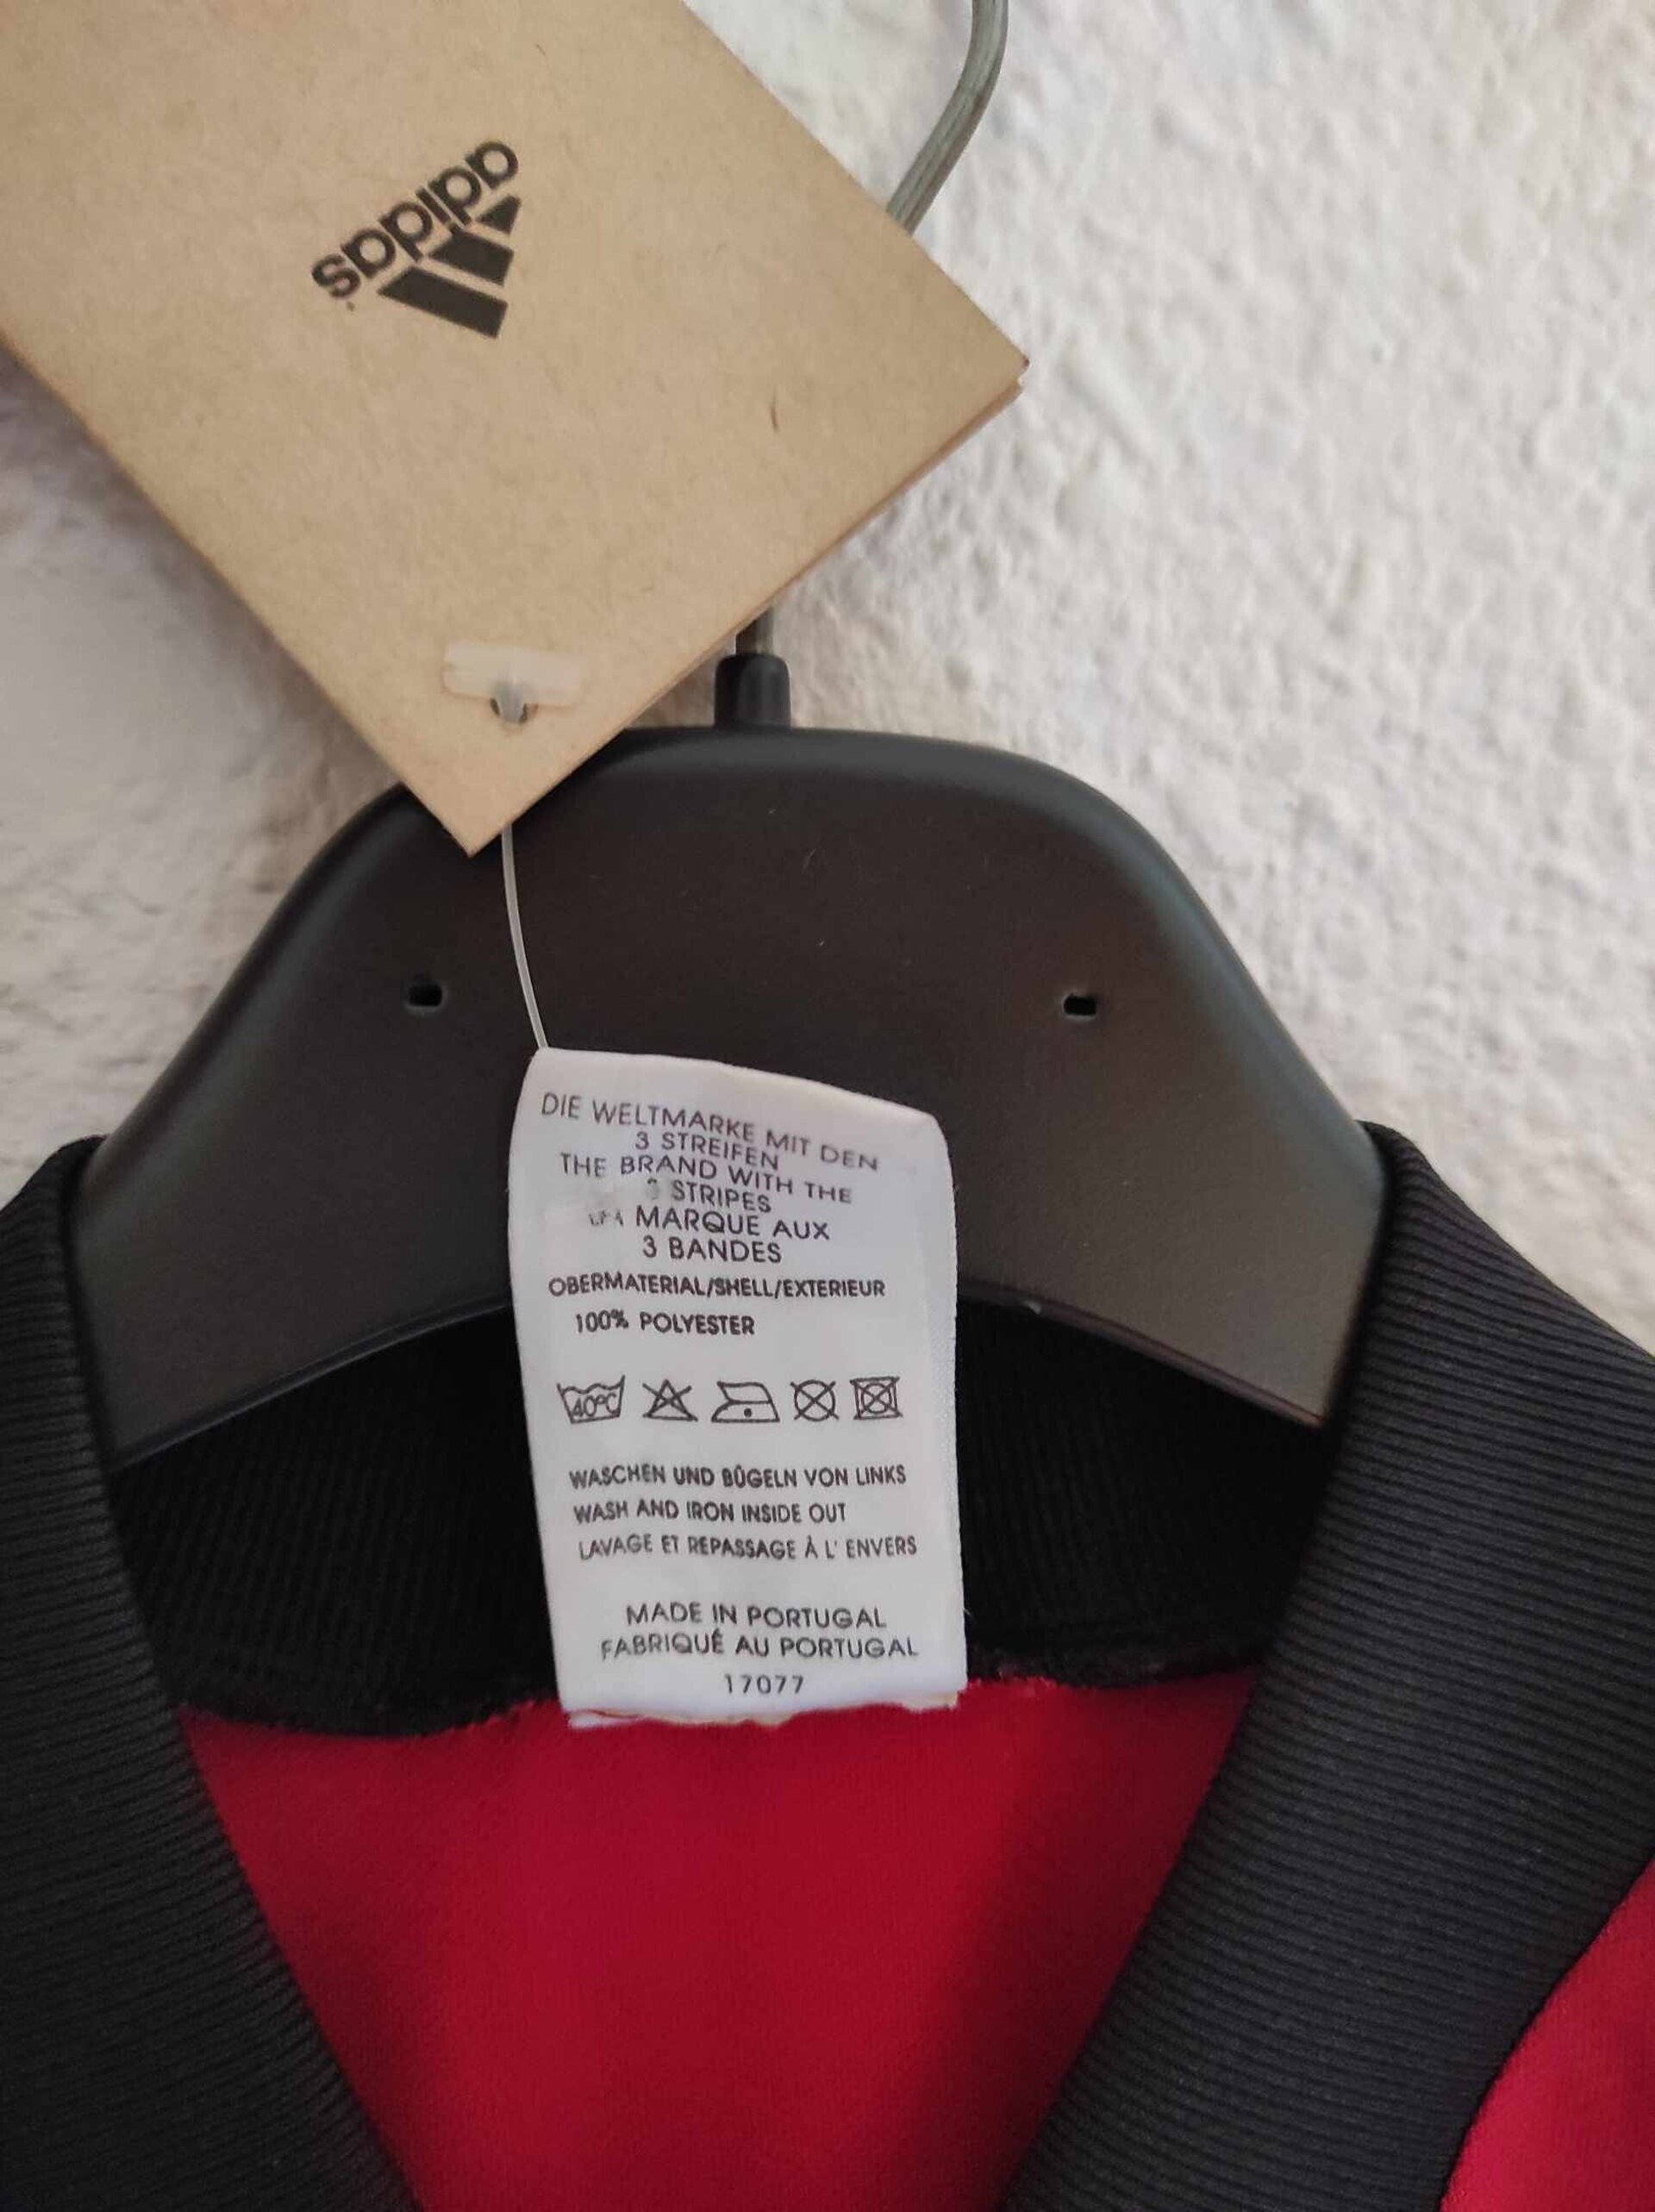 adidas
DIE WELTMARKE MIT DEN
3 STREIFEN
THE BRAND WITH THE
3 STRIPES
LA MARQUE AUX
3 BANDES
OBERMATERIAL/SHELL/EXTERIEUR
100% POLYESTER
40°C
WASCHEN UND BÜGELN VON LINKS
WASH AND IRON INSIDE OUT
LAVAGE ET REPASSAGE À L' ENVERS
MADE IN PORTUGAL
FABRIQUÉ AU PORTUGAL
17077